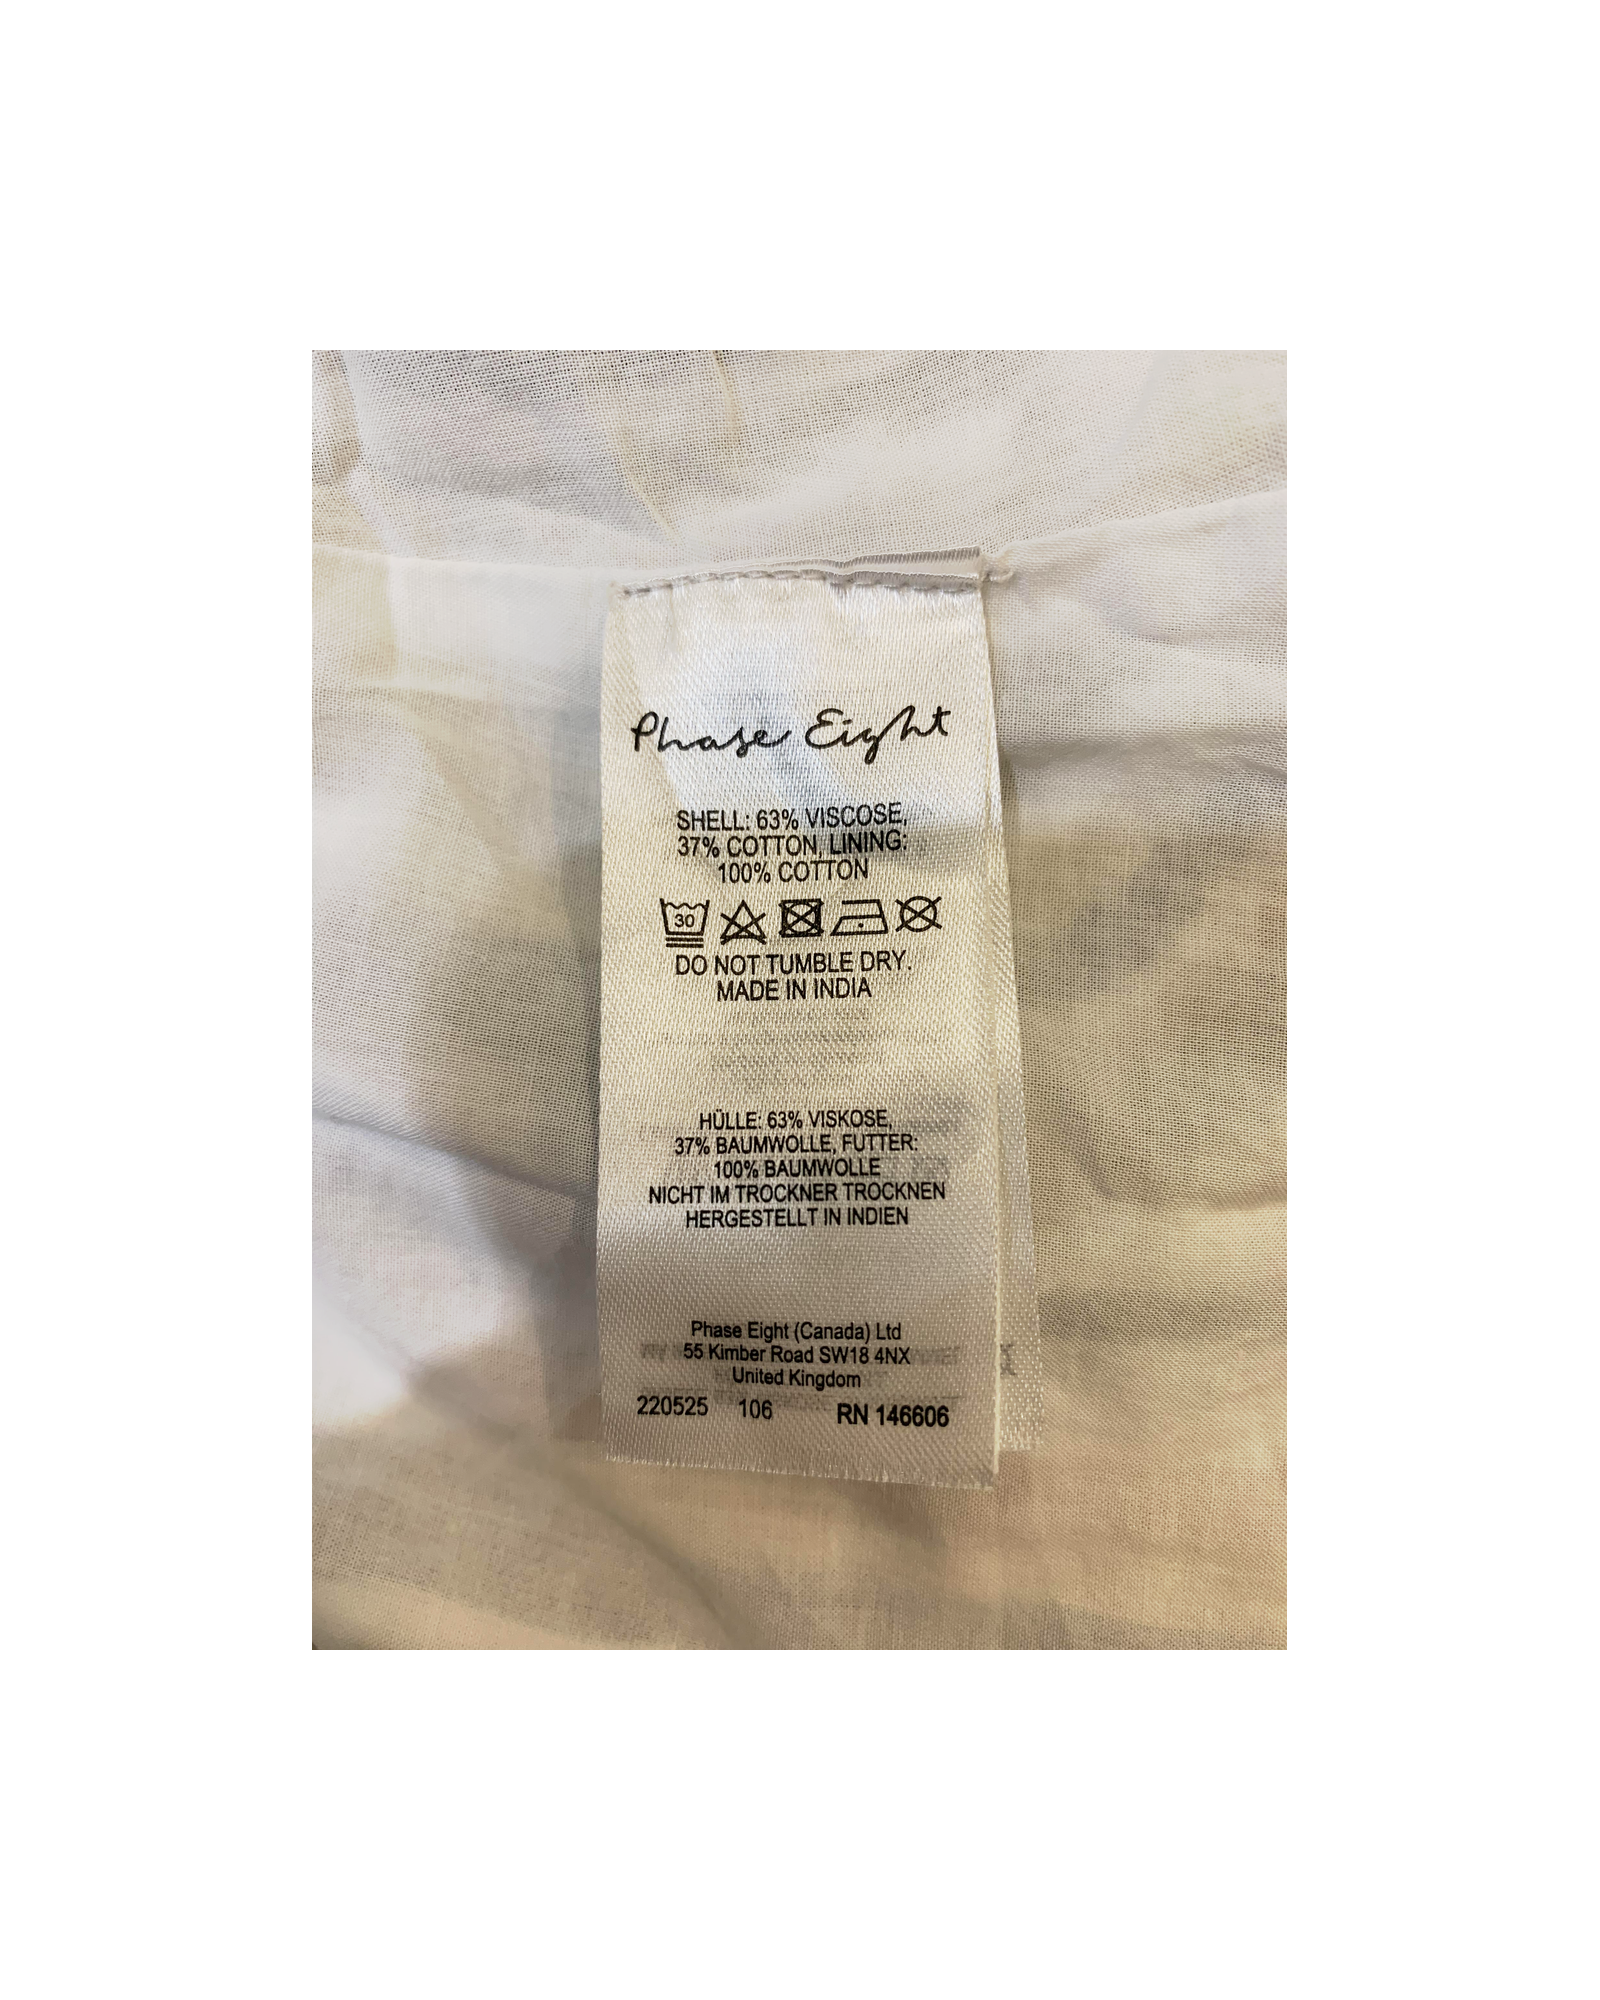 Phase Eight
SHELL: 63% VISCOSE,
37% COTTON, LINING:
100% COTTON
30
DO NOT TUMBLE DRY.
MADE IN INDIA
HÜLLE: 63% VISKOSE,
37% BAUMWOLLE, FUTTER:
100% BAUMWOLLE
NICHT IM TROCKNER TROCKNEN
HERGESTELLT IN INDIEN
Phase Eight (Canada) Ltd
55 Kimber Road SW18 4NX
United Kingdom
220525 106 RN 146606